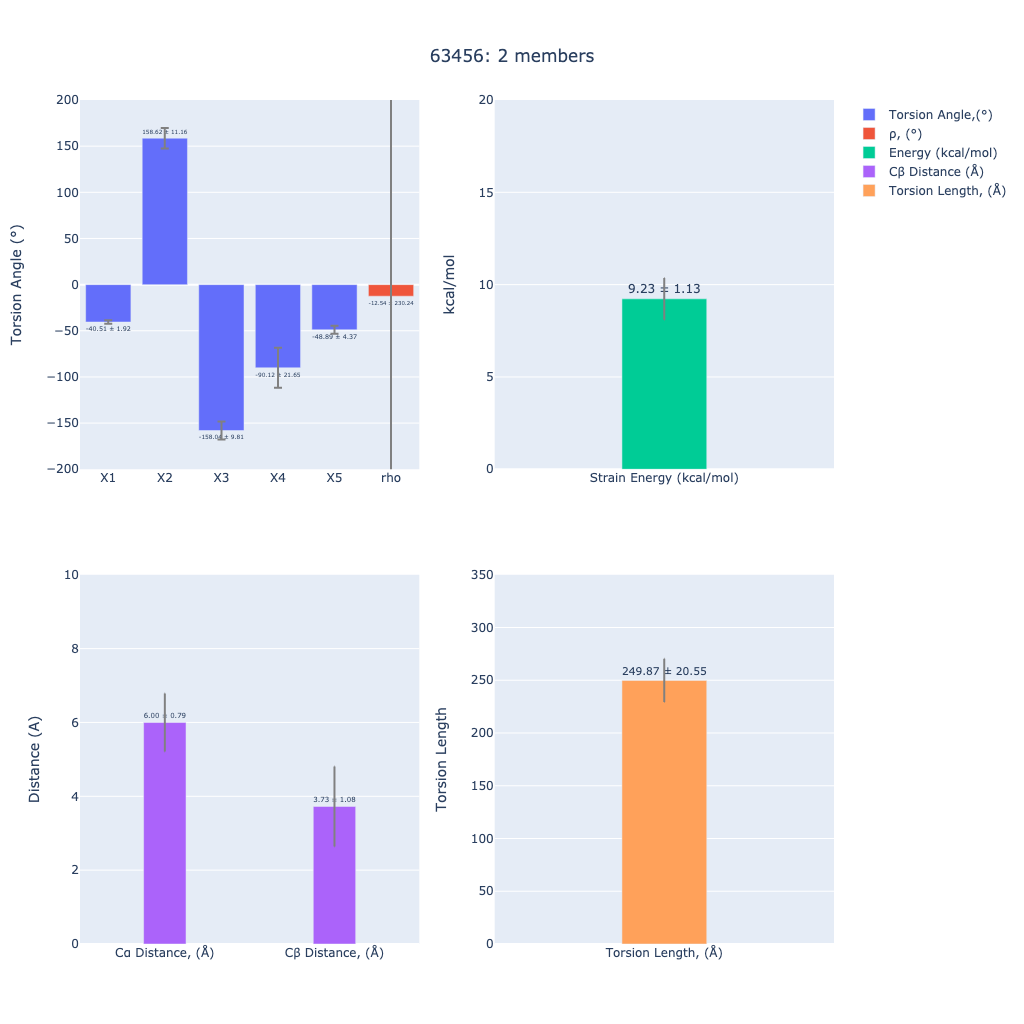 63456: 2 members
Torsion Angle (°)
200
150
100
50
0
−50
−100
−150
−200
158.62 ± 11.16
-40.51 ± 1.92
-158.04 ± 9.81
-90.12 ± 21.65
-48.89 ± 4.37
-12.54 ± 230.24
X1 X2 X3 X4 X5 rho
kcal/mol
20
15
10
5
0
9.23 ± 1.13
Strain Energy (kcal/mol)
Torsion Angle,(°)
ρ, (°)
Energy (kcal/mol)
Cβ Distance (Å)
Torsion Length, (Å)
Distance (A)
10
8
6
4
2
0
6.00 ± 0.79
3.73 ± 1.08
Cα Distance, (Å) Cβ Distance, (Å)
Torsion Length
350
300
250
200
150
100
50
0
249.87 ± 20.55
Torsion Length, (Å)